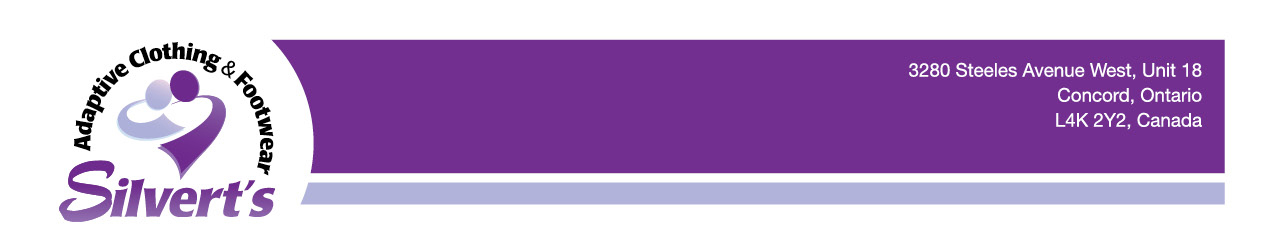 Adaptive Clothing & Footwear
Silvert's
3280 Steeles Avenue West, Unit 18
Concord, Ontario
L4K 2Y2, Canada